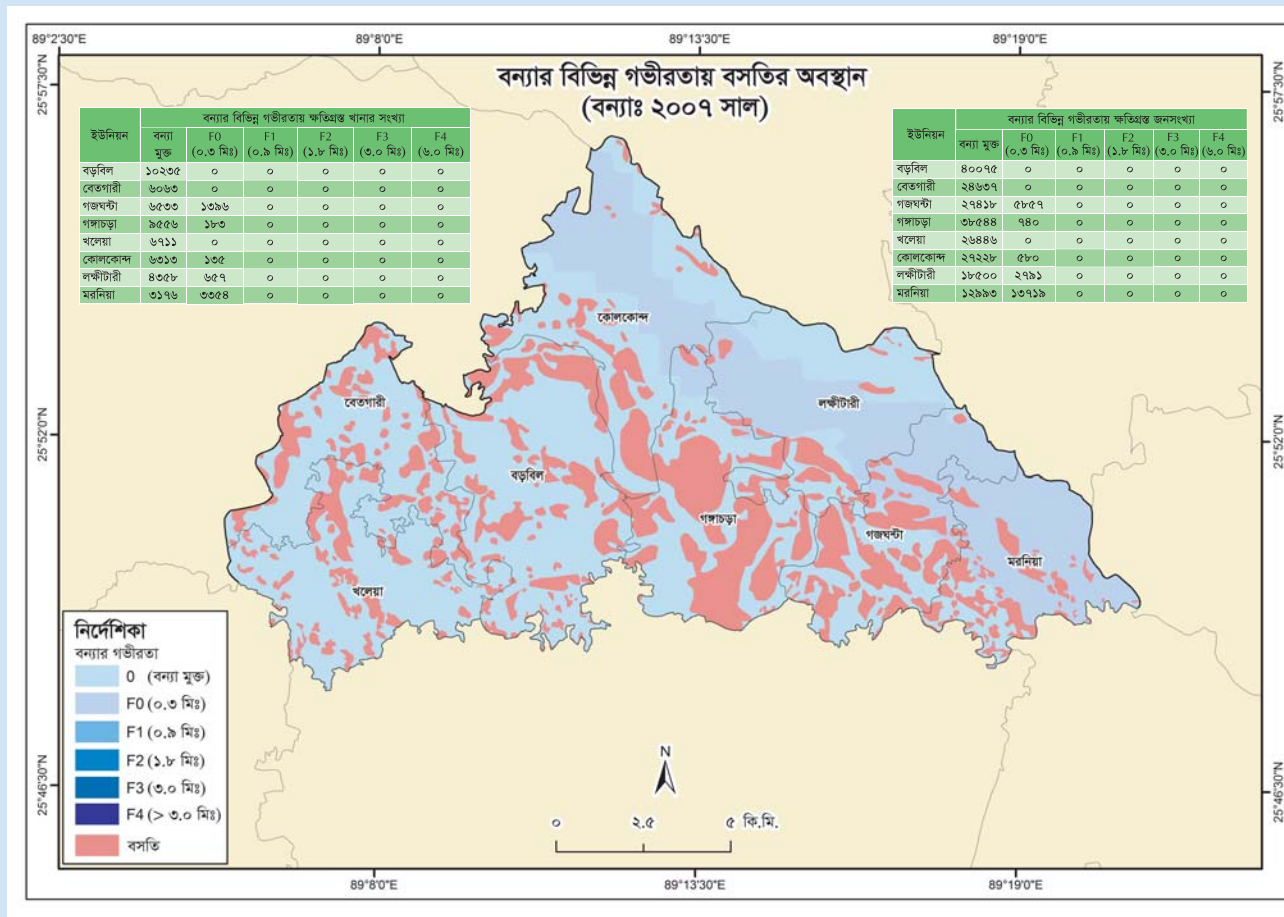 89°2'30"E 89°8'0"E 89°13'30"E 89°19'0"E
25°57'30"N 25°57'30"N
বন্যার বিভিন্ন গভীরতায় বসতির অবস্থান
(বন্যাঃ ২০০৭ সাল)
ইউনিয়ন বন্যার বিভিন্ন গভীরতায় ক্ষতিগ্রস্ত খানার সংখ্যা
বন্যা মুক্ত F0 (০.৩ মিঃ) F1 (০.৯ মিঃ) F2 (১.৮ মিঃ) F3 (৩.০ মিঃ) F4 (৬.০ মিঃ)
বড়বিল ১০২৩৫ ০ ০ ০ ০ ০
বেতগারী ৬০৬৩ ০ ০ ০ ০ ০
গজঘন্টা ৬৫৩৩ ১৩৯৬ ০ ০ ০ ০
গঙ্গাচড়া ৯৫৫৬ ১৮৩ ০ ০ ০ ০
খলেয়া ৬৭১১ ০ ০ ০ ০ ০
কোলকোন্দ ৬৩১৩ ১৩৫ ০ ০ ০ ০
লক্ষীটারী ৪৩৫৮ ৬৫৭ ০ ০ ০ ০
মরনিয়া ৩১৭৬ ৩৩৫৪ ০ ০ ০ ০
ইউনিয়ন বন্যার বিভিন্ন গভীরতায় ক্ষতিগ্রস্ত জনসংখ্যা
বন্যা মুক্ত F0 (০.৩ মিঃ) F1 (০.৯ মিঃ) F2 (১.৮ মিঃ) F3 (৩.০ মিঃ) F4 (৬.০ মিঃ)
বড়বিল ৪০০৭৫ ০ ০ ০ ০ ০
বেতগারী ২৪৬৩৭ ০ ০ ০ ০ ০
গজঘন্টা ২৭৪১৮ ৫৮৫৭ ০ ০ ০ ০
গঙ্গাচড়া ৩৮৫৪৪ ৭৪০ ০ ০ ০ ০
খলেয়া ২৬৪৪৬ ০ ০ ০ ০ ০
কোলকোন্দ ২৭২২৮ ৫৮০ ০ ০ ০ ০
লক্ষীটারী ১৮৫০০ ২৭৯১ ০ ০ ০ ০
মরনিয়া ১২৯৯৩ ১৩৭১৯ ০ ০ ০ ০
কোলকোন্দ
বেতগারী
লক্ষীটারী
25°52'0"N 25°52'0"N
বড়বিল
গঙ্গাচড়া
গজঘন্টা
মরনিয়া
খলেয়া
নির্দেশিকা
বন্যার গভীরতা
0 (বন্যা মুক্ত)
F0 (০.৩ মিঃ)
F1 (০.৯ মিঃ)
F2 (১.৮ মিঃ)
F3 (৩.০ মিঃ)
F4 (> ৩.০ মিঃ)
বসতি
N
০ ২.৫ ৫ কি.মি.
25°46'30"N 25°46'30"N
89°8'0"E 89°13'30"E 89°19'0"E